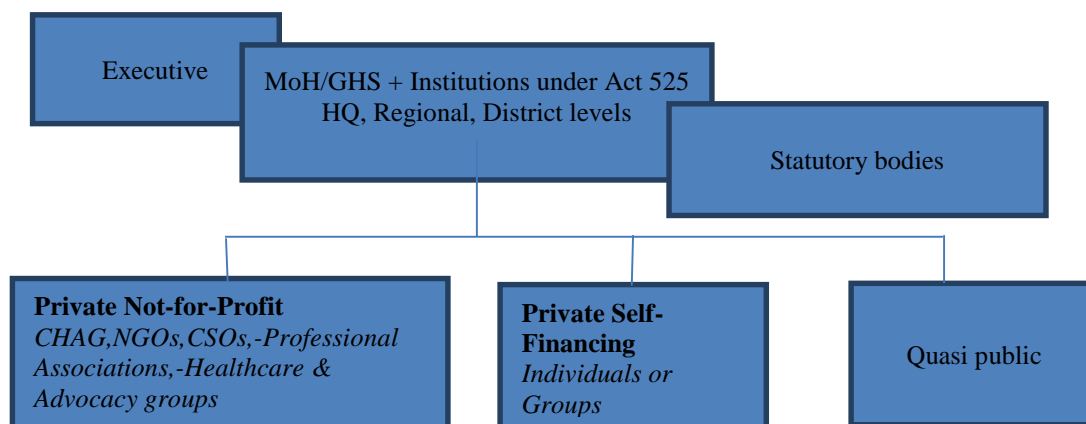 Executive
MoH/GHS + Institutions under Act 525
HQ, Regional, District levels
Statutory bodies
Private Not-for-Profit
CHAG,NGOs,CSOs,-Professional
Associations,-Healthcare &
Advocacy groups
Private Self-
Financing
Individuals or
Groups
Quasi public